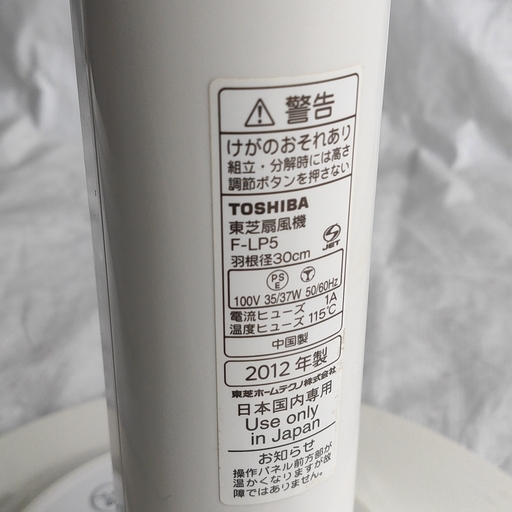 警告
けがのおそれあり
組立・分解時には高さ
調節ボタンを押さない
TOSHIBA
東芝扇風機
F-LP5
羽根径30cm
JET
PS
E
100V 35/37W 50/60Hz
電流ヒューズ 1A
温度ヒューズ 115℃
中国製
2012年製
東芝ホームテクノ株式会社
日本国内専用
Use only
in Japan
お知らせ
操作パネル前方部が
温かくなりますが故
障ではありません。